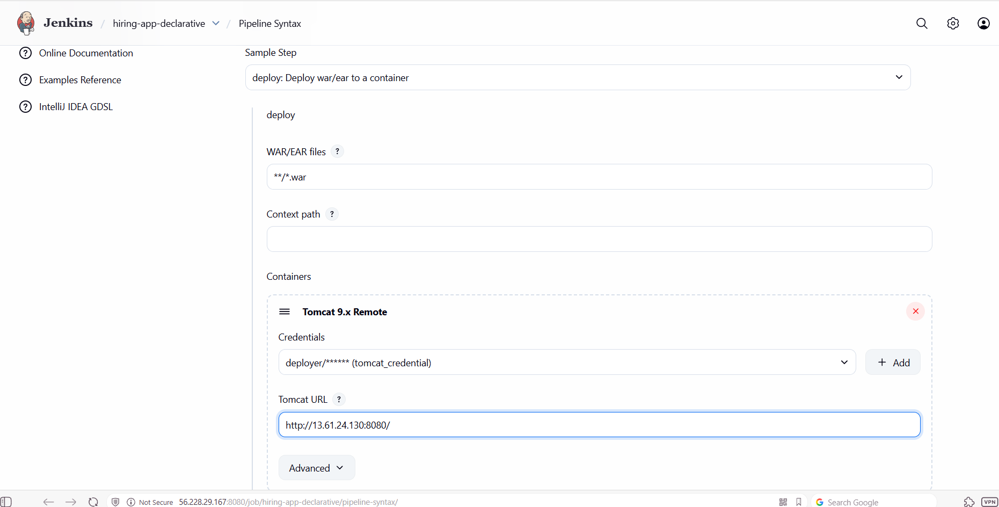 Jenkins / hiring-app-declarative / Pipeline Syntax
? Online Documentation
? Examples Reference
? IntelliJ IDEA GDSL
Sample Step
deploy: Deploy war/ear to a container
deploy
WAR/EAR files ?
**/*.war
Context path ?
Containers
Tomcat 9.x Remote
Credentials
deployer/****** (tomcat_credential)
+ Add
Tomcat URL ?
http://13.61.24.130:8080/
Advanced
Not Secure 56.228.29.167:8080/job/hiring-app-declarative/pipeline-syntax/
G Search Google
VPN